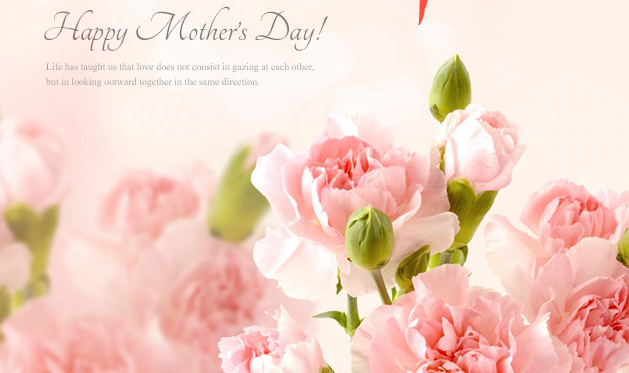 Happy Mother's Day!
Life has taught us that love does not consist in gazing at each other,
but in looking outward together in the same direction.